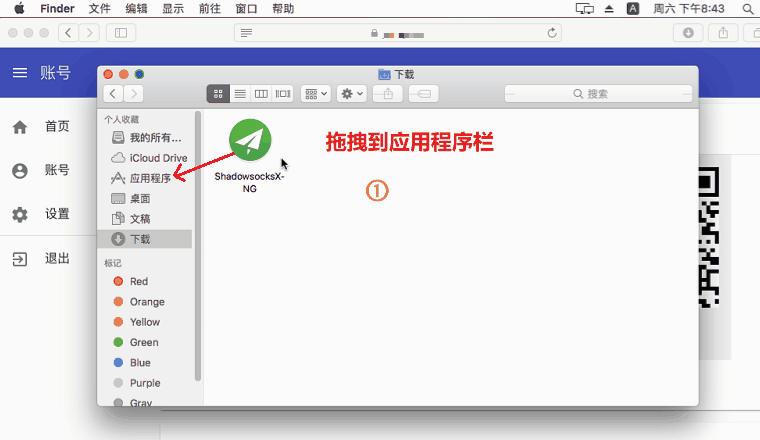 Finder 文件 编辑 显示 前往 窗口 帮助 A 周六 下午8:43
账号
首页
账号
设置
退出
下载
搜索
个人收藏
我的所有...
iCloud Drive
应用程序
桌面
文稿
下载
标记
Red
Orange
Yellow
Green
Blue
Purple
Gray
ShadowsocksX-
NG
拖拽到应用程序栏
①